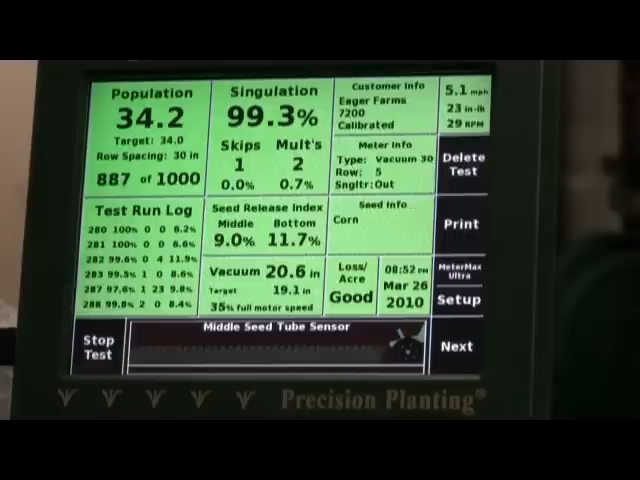 Population
34.2
Target: 34.0
Row Spacing: 30 in
887 of 1000
Singulation
99.3%
Skips Mult's
1 2
0.0% 0.7%
Customer Info
Eager Farms
7200
Calibrated
5.1 mph
23 in-lb
29 RPM
Meter Info
Type: Vacuum 30
Row: 5
Sngltr: Out
Delete
Test
Test Run Log
280 100% 0 0 6.2%
281 100% 0 0 6.6%
282 99.6% 0 4 11.9%
283 99.5% 1 0 8.6%
287 97.6% 1 23 9.8%
288 99.8% 2 0 8.4%
Seed Release Index
Middle Bottom
9.0% 11.7%
Seed Info
Corn
Print
Vacuum 20.6 in
Target 19.1 in
35% full motor speed
Loss/
Acre
Good
08:52 PM
Mar 26
2010
MeterMax
Ultra
Setup
Stop
Test
Middle Seed Tube Sensor
Next
Precision Planting®